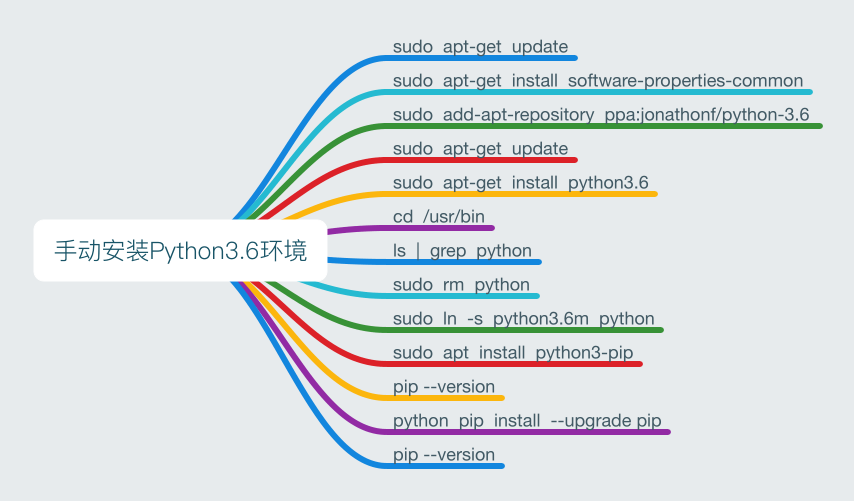 sudo apt-get update
sudo apt-get install software-properties-common
sudo add-apt-repository ppa:jonathonf/python-3.6
sudo apt-get update
sudo apt-get install python3.6
cd /usr/bin
手动安装Python3.6环境
ls | grep python
sudo rm python
sudo ln -s python3.6m python
sudo apt install python3-pip
pip --version
python pip install --upgrade pip
pip --version